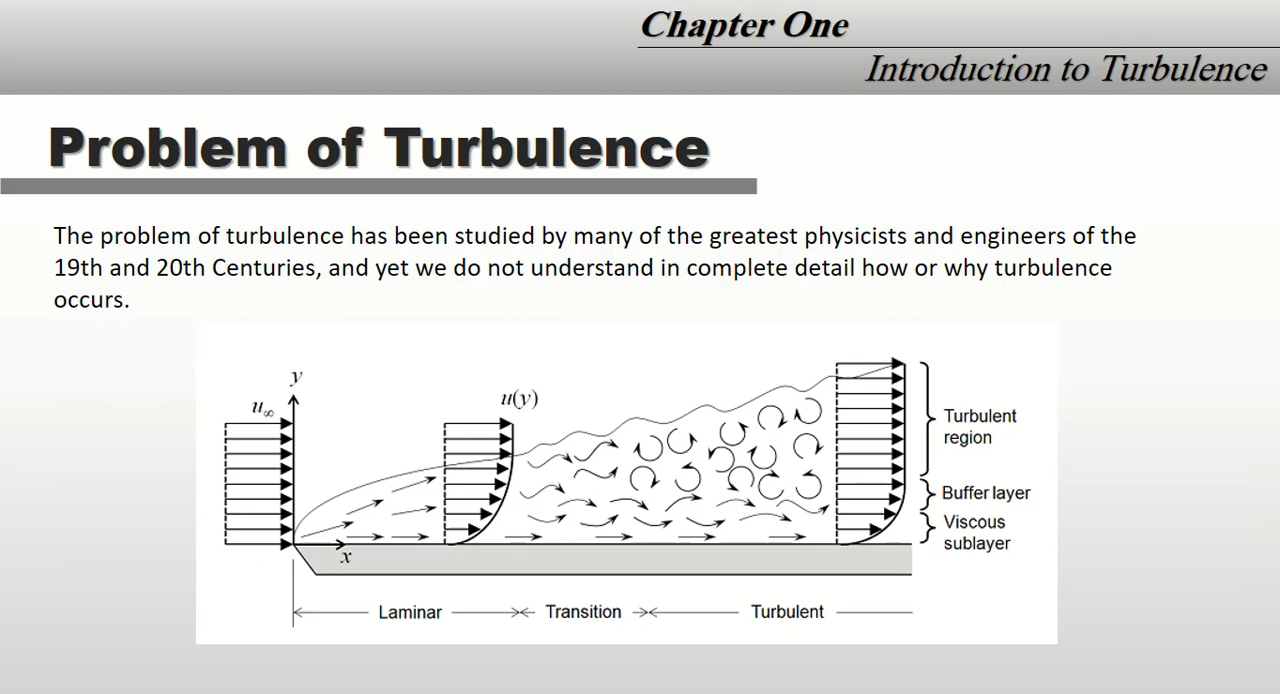 Chapter One
Introduction to Turbulence
Problem of Turbulence
The problem of turbulence has been studied by many of the greatest physicists and engineers of the
19th and 20th Centuries, and yet we do not understand in complete detail how or why turbulence
occurs.
y
u∞
u(y)
Turbulent
region
Buffer layer
Viscous
sublayer
x
Laminar
Transition
Turbulent